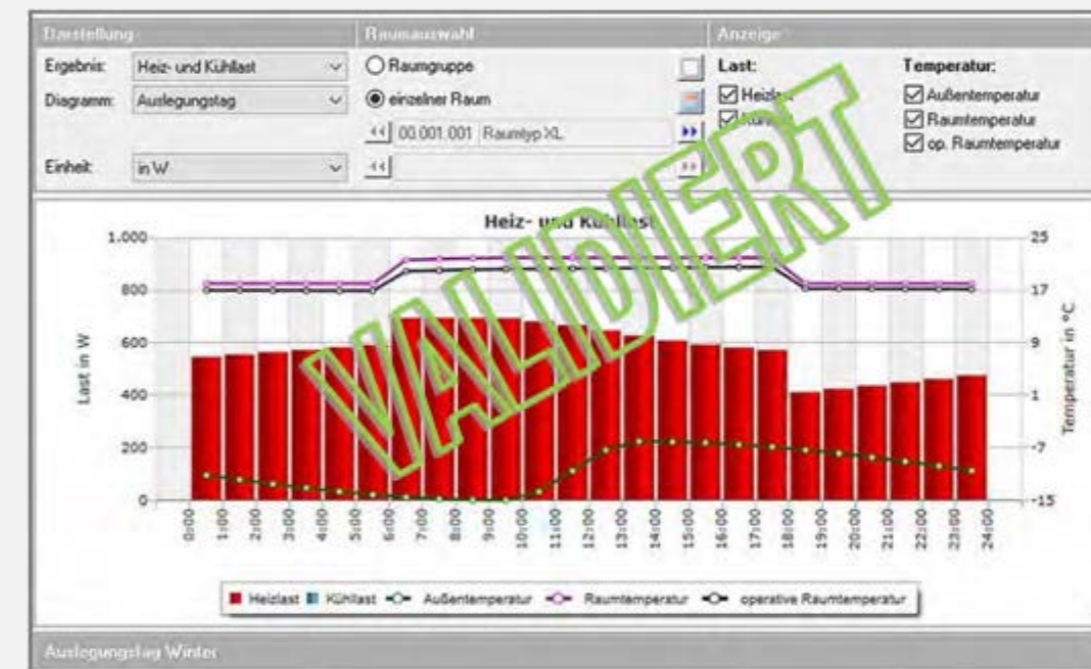 Darstellung
Raumauswahl
Anzeige
Ergebnis: Heiz- und Kühllast
Raumgruppe
Last:
Temperatur:
Diagramm: Auslegungstag
einzelner Raum
Heizlast
Außentemperatur
00.001.001 Raumtyp XL
Kühllast
Raumtemperatur
op. Raumtemperatur
Einheit: in W
VALIDIERT
Heiz- und Kühllast
1.000
800
600
400
200
0
Last in W
25
17
9
1
-7
-15
Temperatur in °C
0:00 1:00 2:00 3:00 4:00 5:00 6:00 7:00 8:00 9:00 10:00 11:00 12:00 13:00 14:00 15:00 16:00 17:00 18:00 19:00 20:00 21:00 22:00 23:00 24:00
Heizlast Kühllast Außentemperatur Raumtemperatur operative Raumtemperatur
Auslegungstag Winter